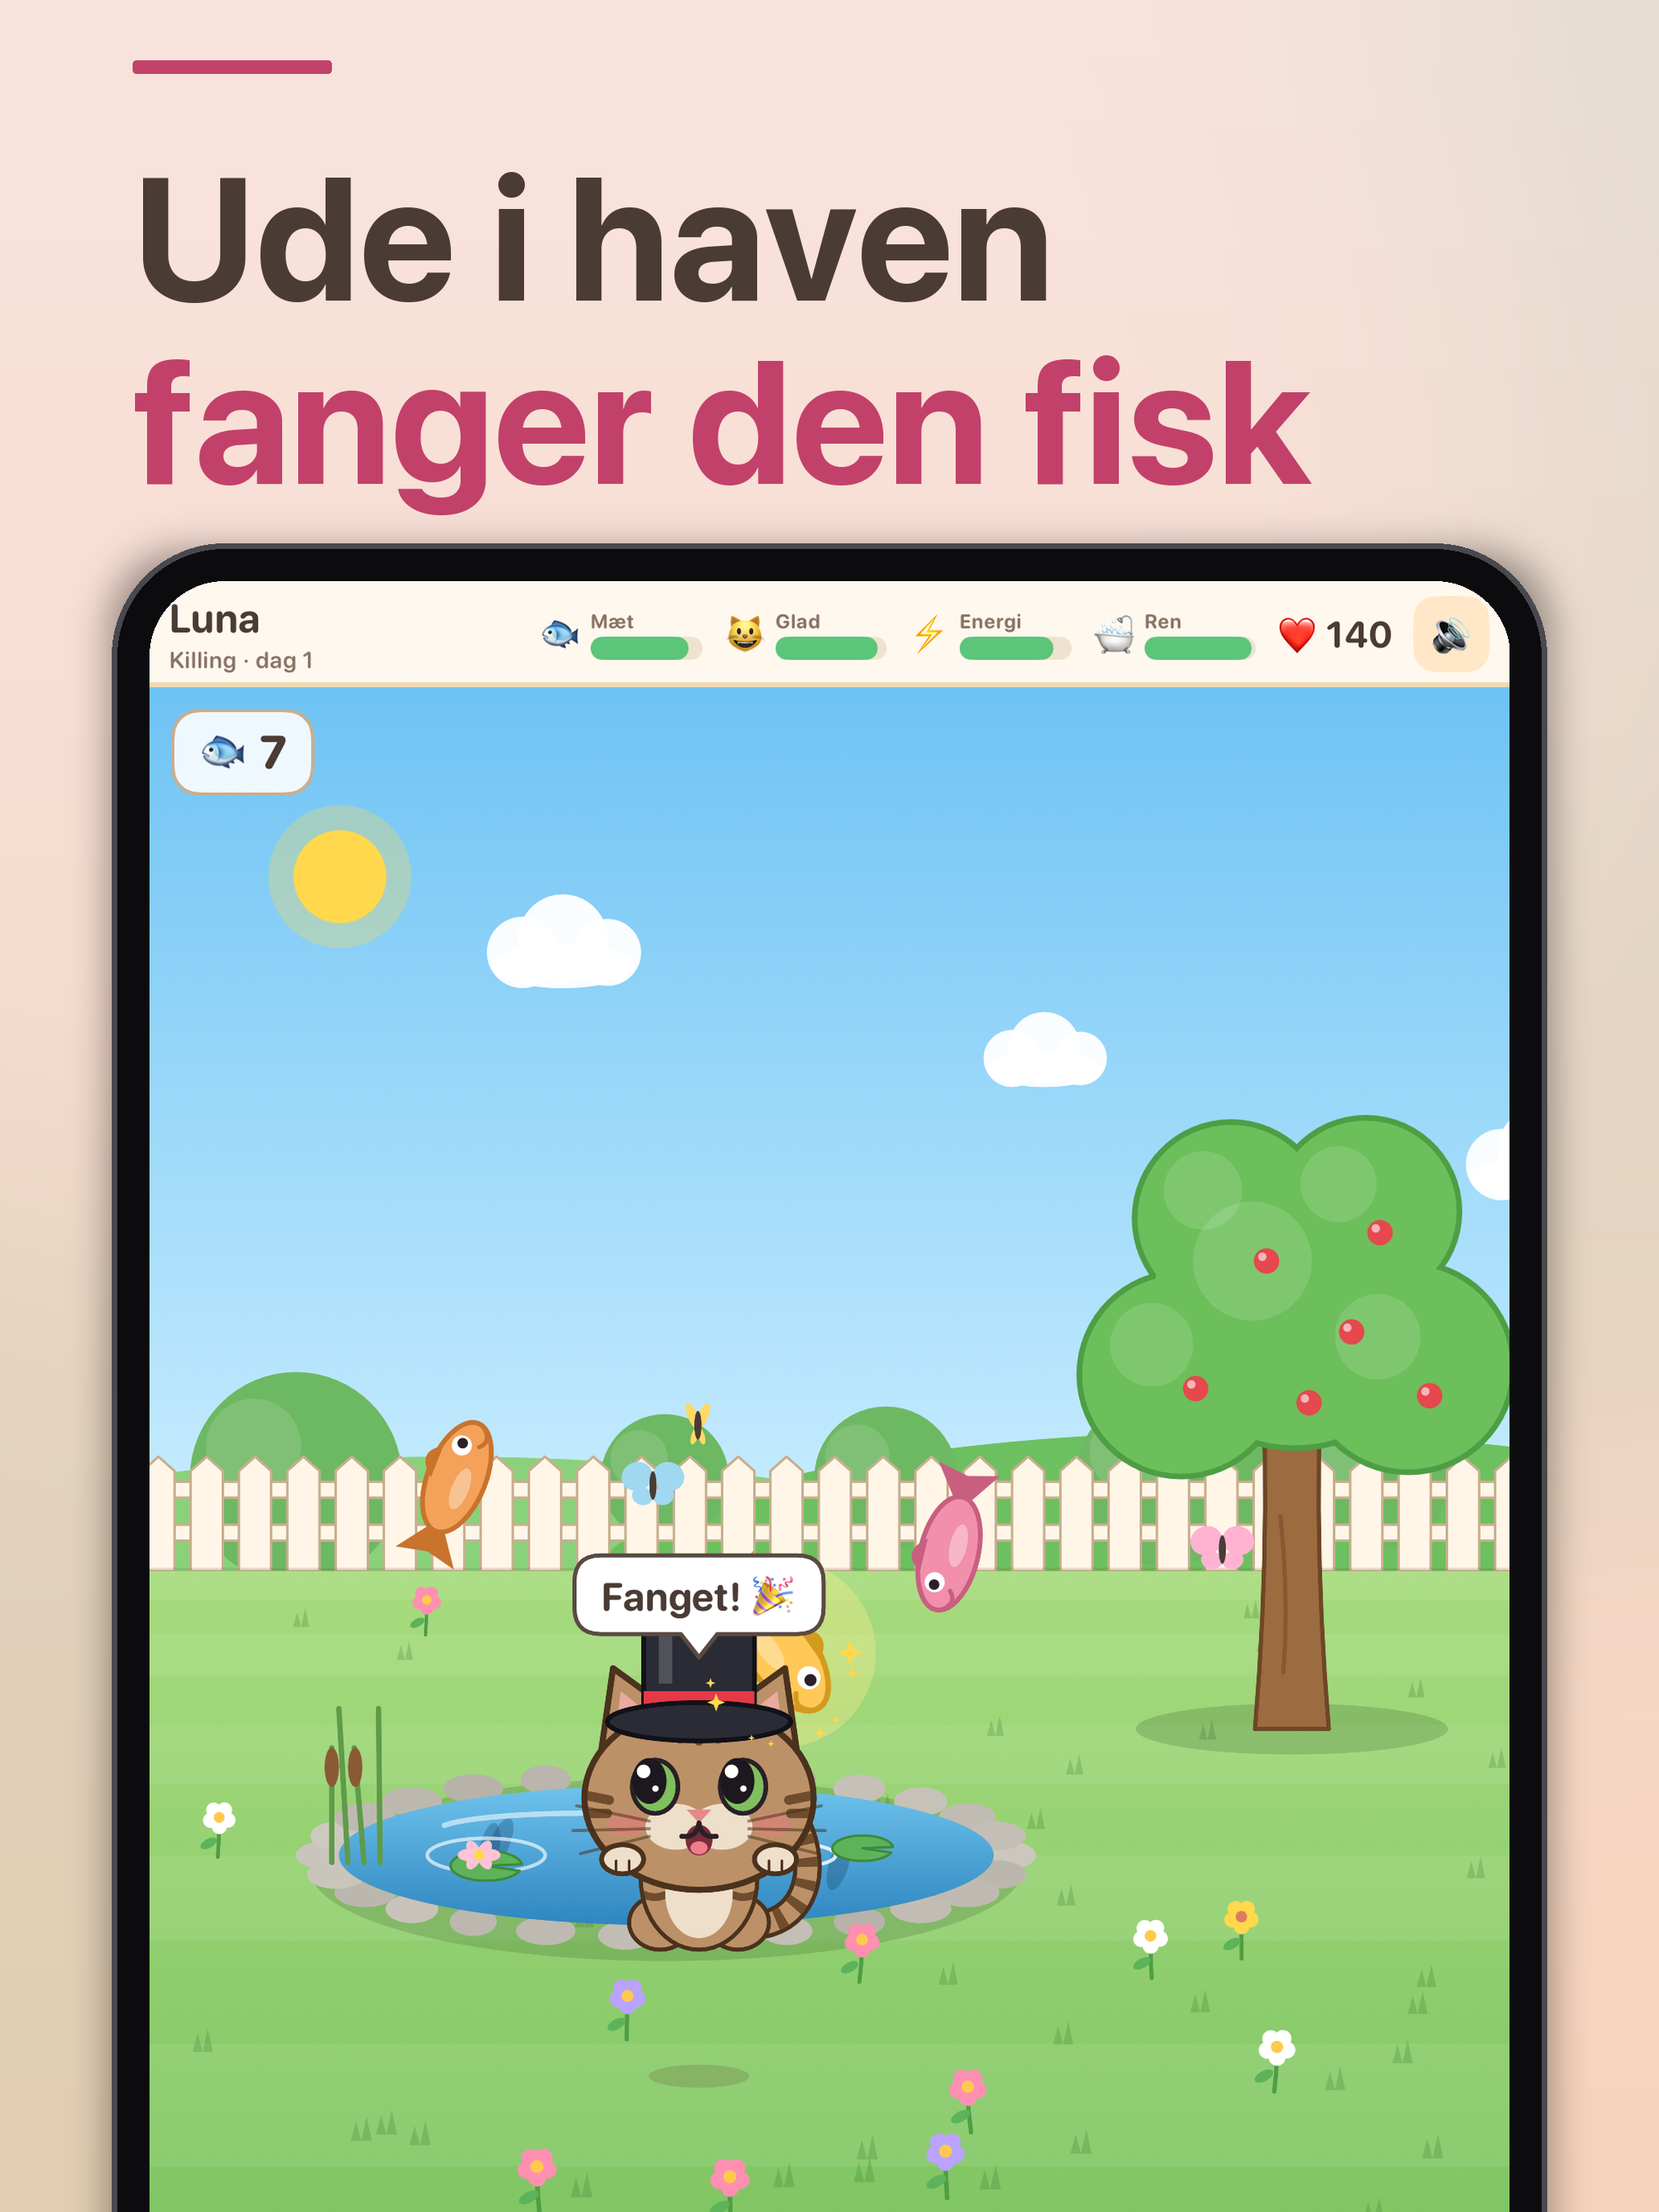 Ude i haven
fanger den fisk
Luna
Killing · dag 1
Mæt
Glad
Energi
Ren
140
7
Fanget!